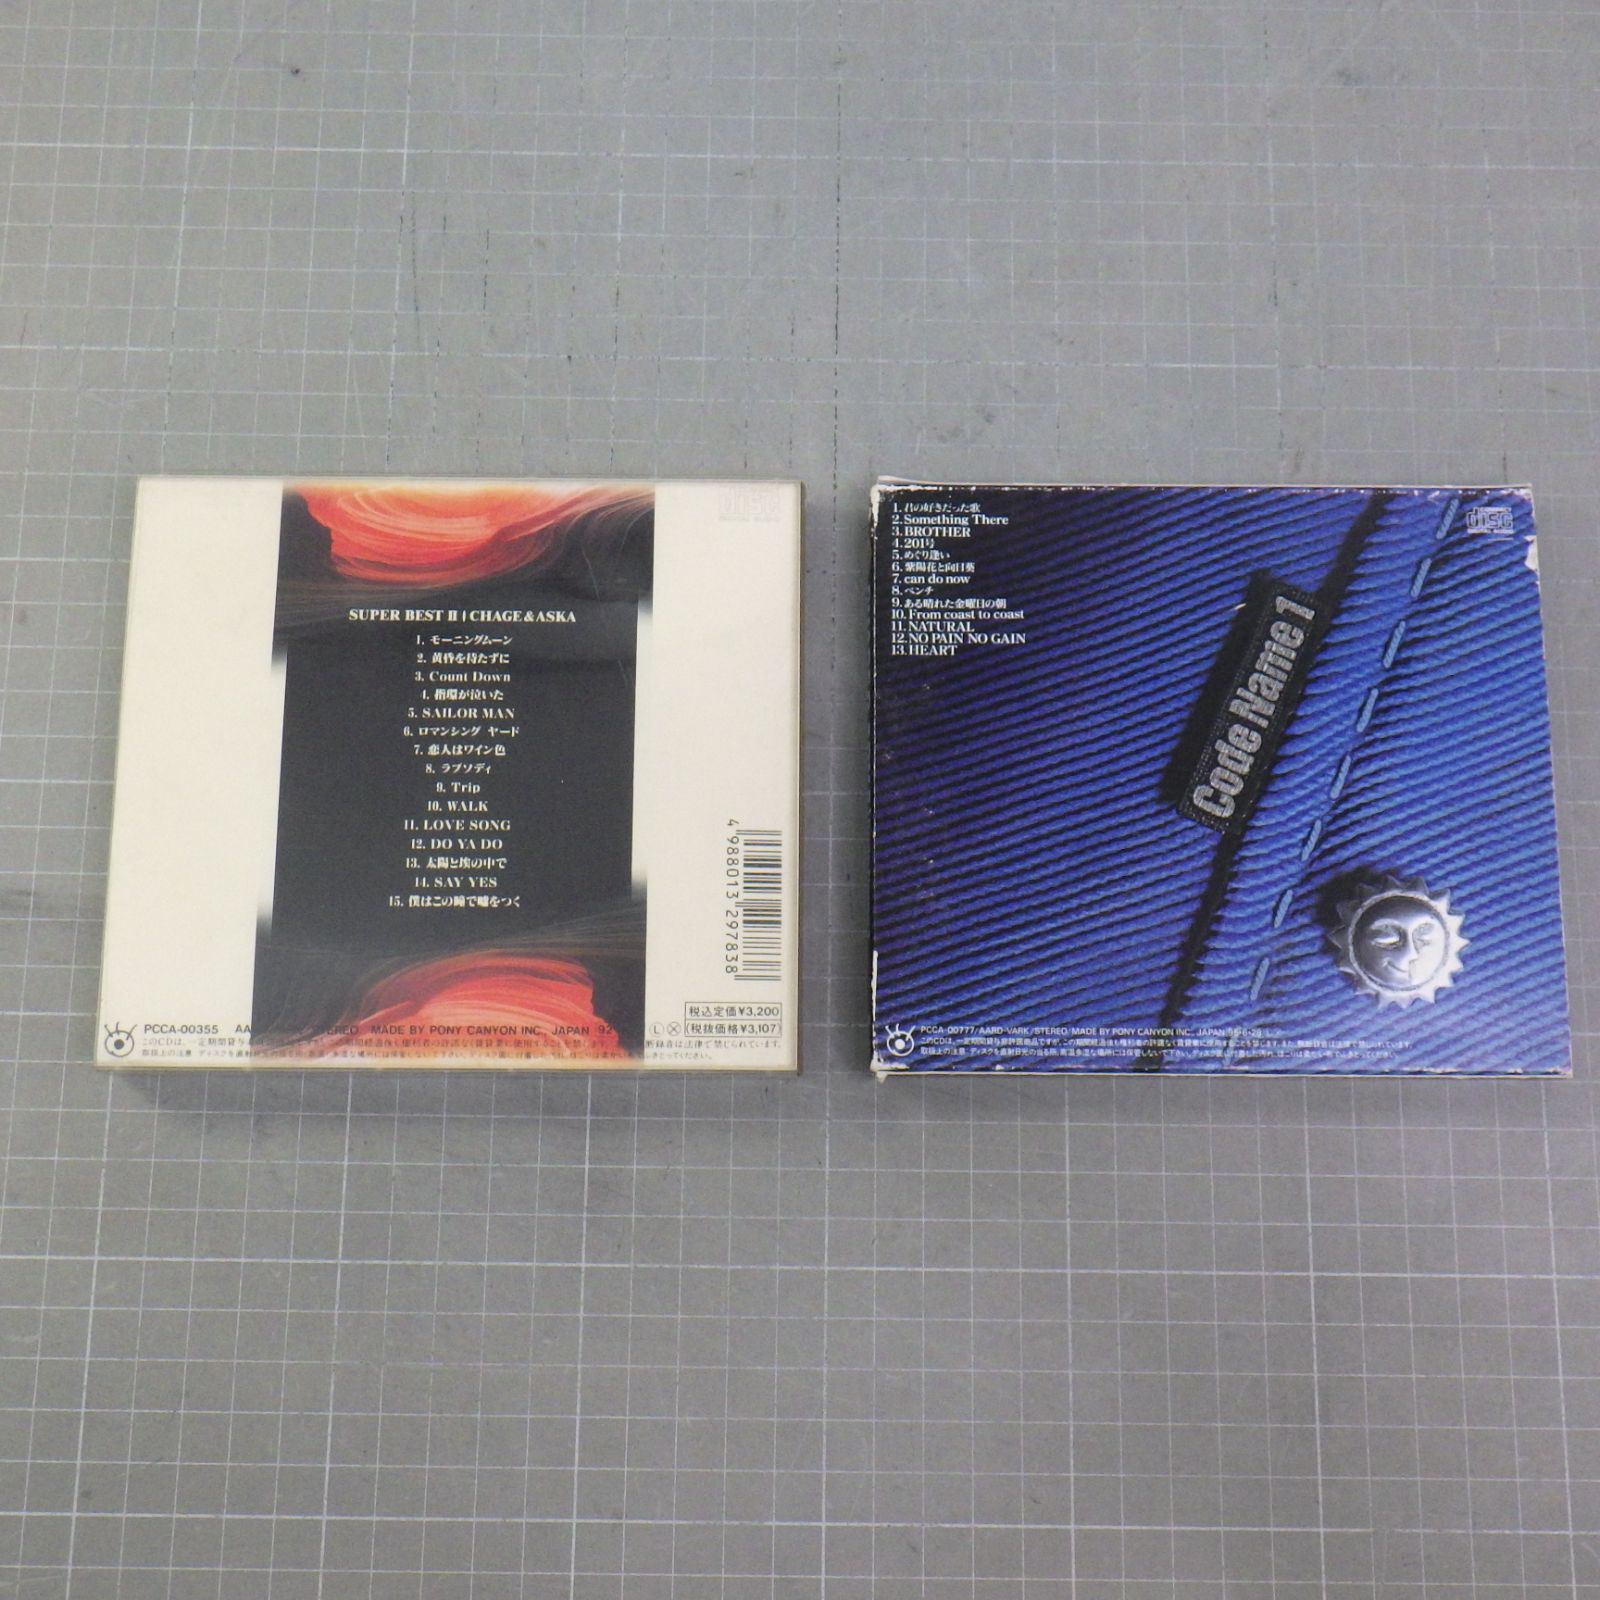 SUPER BEST II | CHAGE&ASKA
1. モーニングムーン
2. 黄昏を待たずに
3. Count Down
4. 指環が泣いた
5. SAILOR MAN
6. ロマンシング ヤード
7. 恋人はワイン色
8. ラプソディ
9. Trip
10. WALK
11. LOVE SONG
12. DO YA DO
13. 太陽と埃の中で
14. SAY YES
15. 僕はこの瞳で嘘をつく
4 988013 297838
税込定価¥3,200
(税抜価格¥3,107)
PCCA-00355 STEREO MADE BY PONY CANYON INC., JAPAN
disc
1. 君の好きだった歌
2. Something There
3. BROTHER
4. 201号
5. めぐり逢い
6. 紫陽花と向日葵
7. can do now
8. ベンチ
9. ある晴れた金曜日の朝
10. From coast to coast
11. NATURAL
12. NO PAIN NO GAIN
13. HEART
disc
Code Name 1
PCCA-00777/AARD-VARK/STEREO/MADE BY PONY CANYON INC., JAPAN